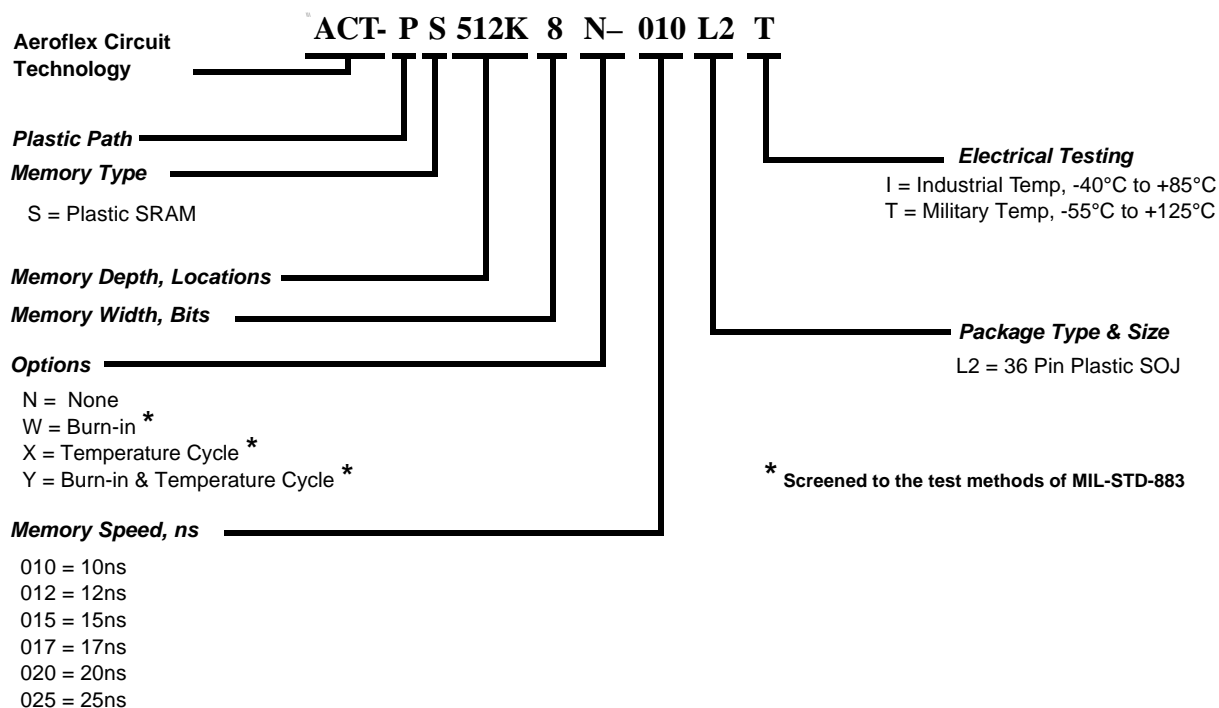 ACT- P S 512K 8 N– 010 L2 T
Aeroflex Circuit
Technology
Plastic Path
Memory Type
S = Plastic SRAM
Memory Depth, Locations
Memory Width, Bits
Options
N = None
W = Burn-in *
X = Temperature Cycle *
Y = Burn-in & Temperature Cycle *
Memory Speed, ns
010 = 10ns
012 = 12ns
015 = 15ns
017 = 17ns
020 = 20ns
025 = 25ns
Electrical Testing
I = Industrial Temp, -40°C to +85°C
T = Military Temp, -55°C to +125°C
Package Type & Size
L2 = 36 Pin Plastic SOJ
* Screened to the test methods of MIL-STD-883